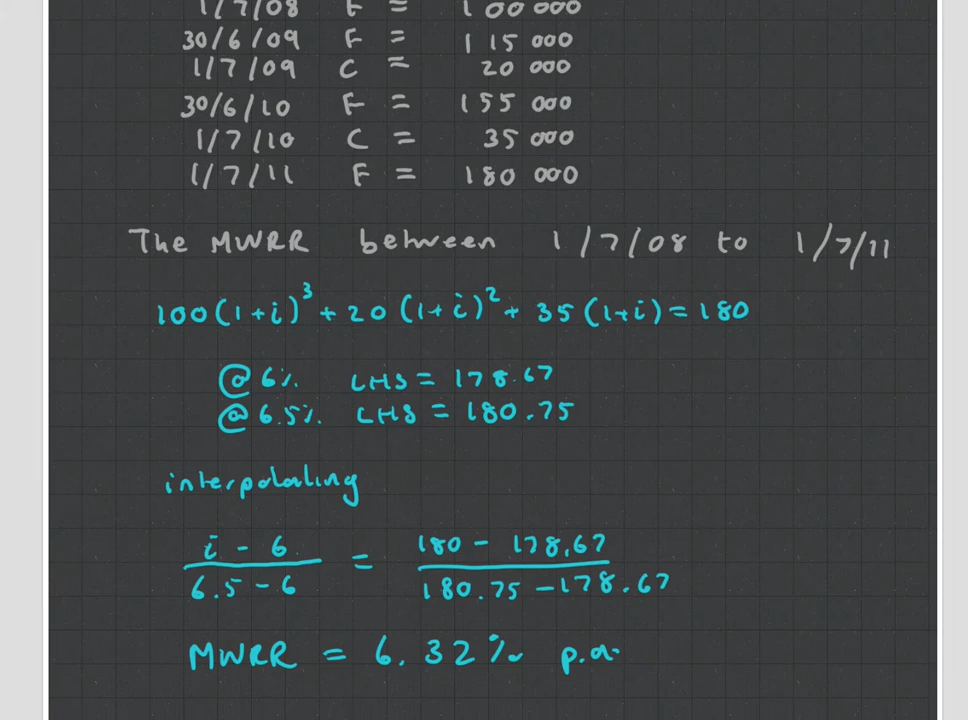 1/7/08 F = 100 000
30/6/09 F = 115 000
1/7/09 C = 20 000
30/6/10 F = 155 000
1/7/10 C = 35 000
1/7/11 F = 180 000
The MWRR between 1/7/08 to 1/7/11
100(1+i)³ + 20(1+i)² + 35(1+i) = 180
@ 6% LHS = 178.67
@ 6.5% LHS = 180.75
interpolating
i - 6 / 6.5 - 6 = 180 - 178.67 / 180.75 - 178.67
MWRR = 6.32% p.a.